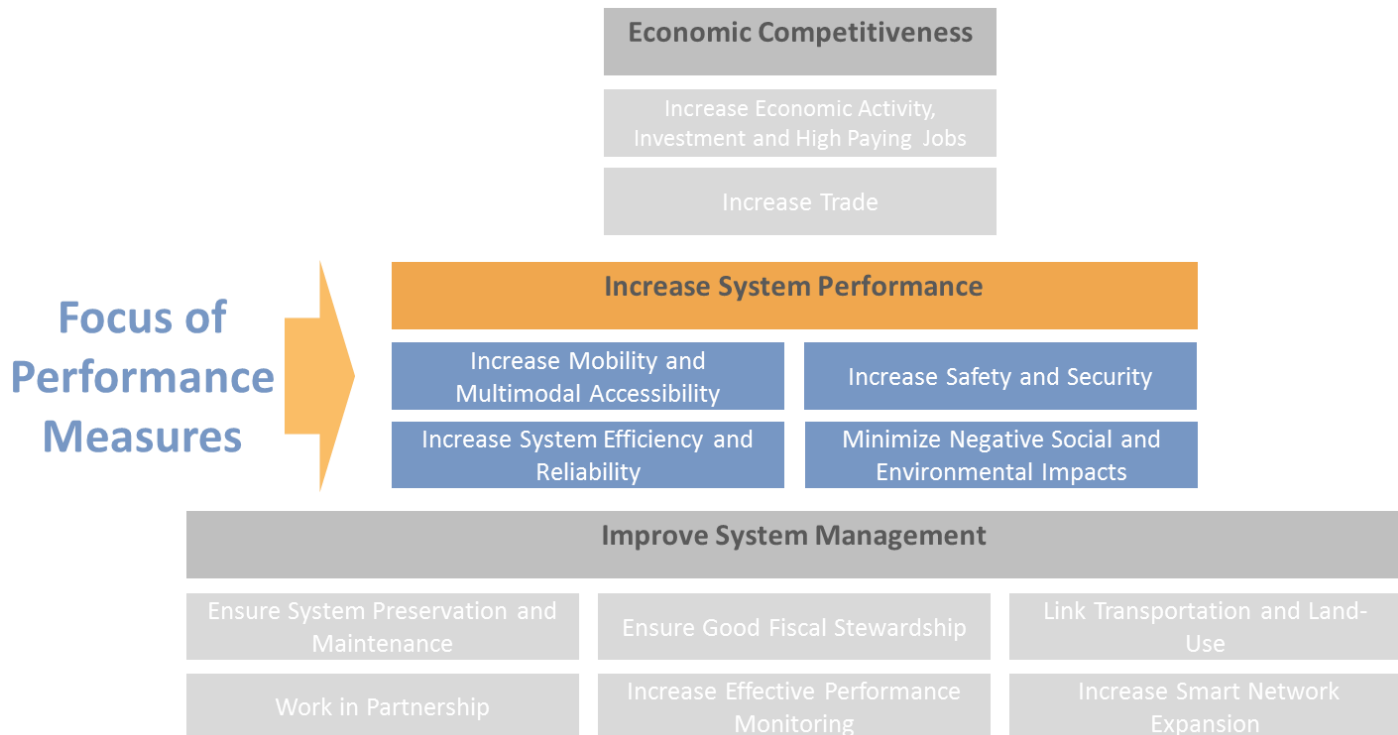 Economic Competitiveness
Increase Economic Activity,
Investment and High Paying Jobs
Increase Trade
Focus of
Performance
Measures
Increase System Performance
Increase Mobility and
Multimodal Accessibility
Increase Safety and Security
Increase System Efficiency and
Reliability
Minimize Negative Social and
Environmental Impacts
Improve System Management
Ensure System Preservation and
Maintenance
Ensure Good Fiscal Stewardship
Link Transportation and Land-
Use
Work in Partnership
Increase Effective Performance
Monitoring
Increase Smart Network
Expansion